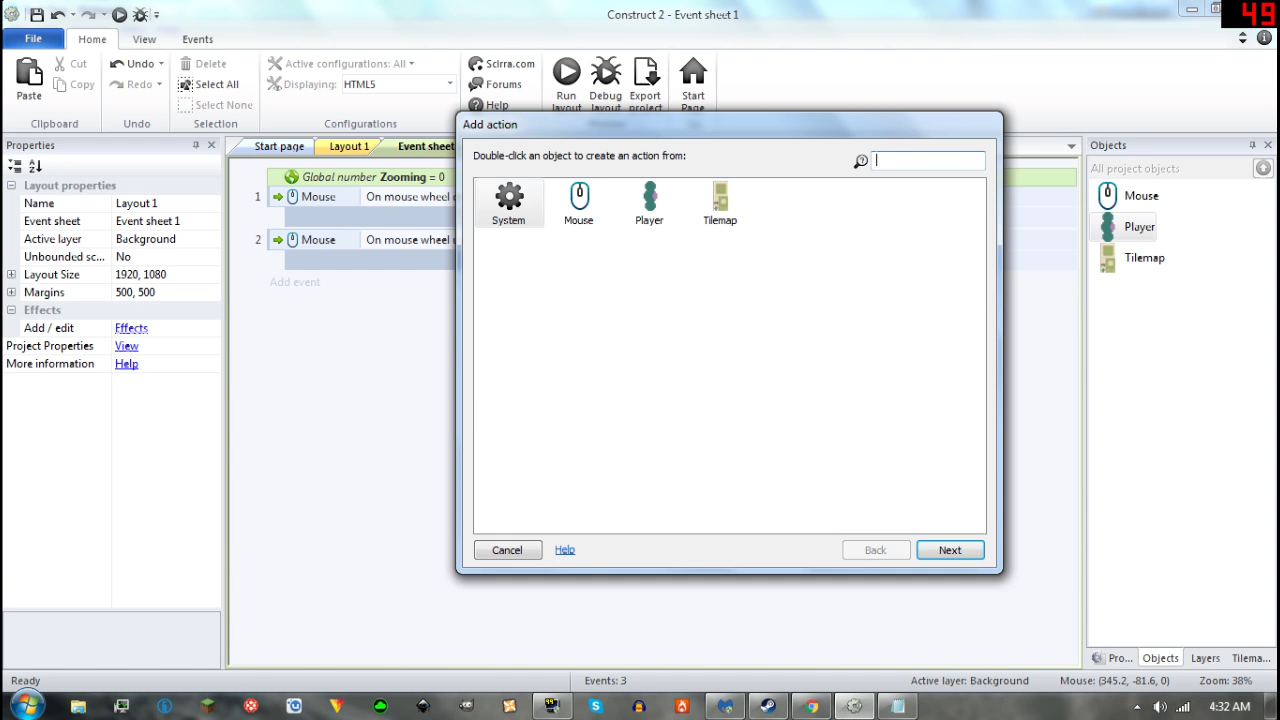 Construct 2 - Event sheet 1
49
File Home View Events
Paste
Cut
Copy
Clipboard
Undo
Redo
Undo
Delete
Select All
Select None
Selection
Active configurations: All
Displaying: HTML5
Configurations
Scirra.com
Forums
Help
Run layout
Debug layout
Export project
Start Page
Properties
Layout properties
Name Layout 1
Event sheet Event sheet 1
Active layer Background
Unbounded sc... No
Layout Size 1920, 1080
Margins 500, 500
Effects
Add / edit Effects
Project Properties View
More information Help
Start page Layout 1 Event sheet
Global number Zooming = 0
1 Mouse On mouse wheel
2 Mouse On mouse wheel
Add event
Add action
Double-click an object to create an action from:
System Mouse Player Tilemap
Cancel Help Back Next
Objects
All project objects
Mouse
Player
Tilemap
Pro... Objects Layers Tilema...
Ready Events: 3 Active layer: Background Mouse: (345.2, -81.6, 0) Zoom: 38%
4:32 AM